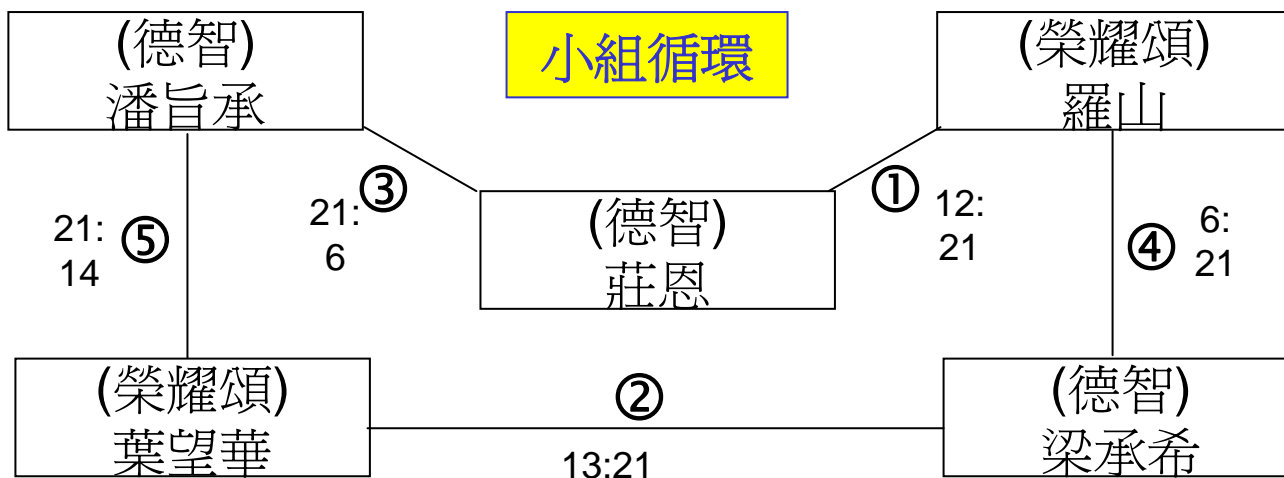 (德智)
潘旨承
小組循環
(榮耀頌)
羅山
③
21:
6
①
12:
21
(德智)
莊恩
21:
14
⑤
④
6:
21
(榮耀頌)
葉望華
②
13:21
(德智)
梁承希